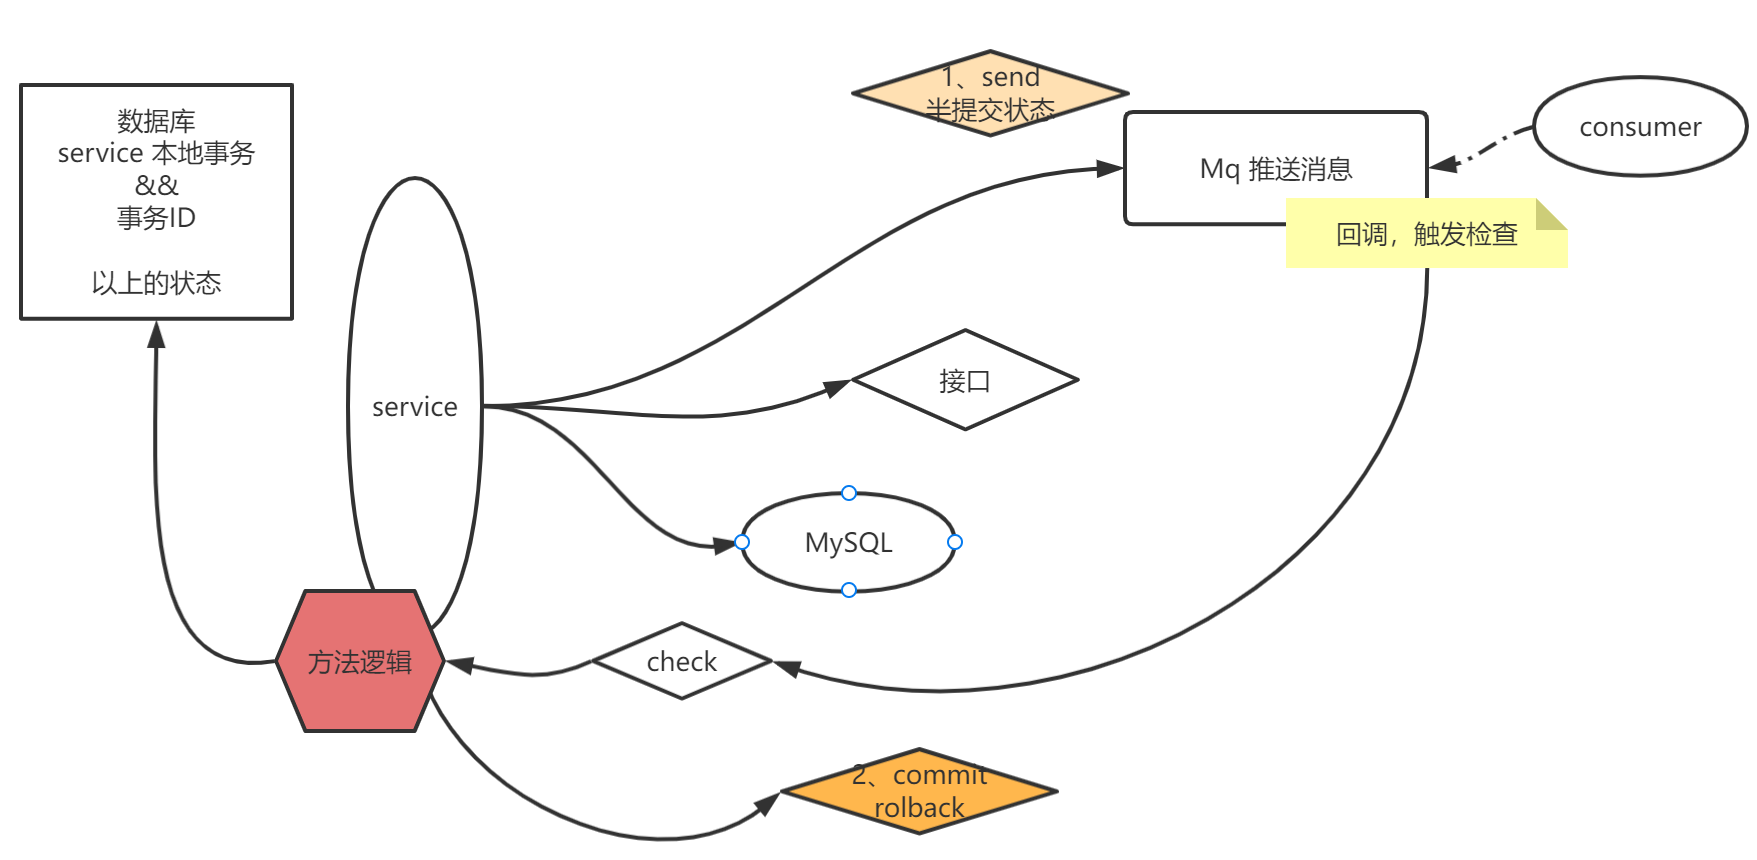 1、send
半提交状态
数据库
service 本地事务
&&
事务ID
以上的状态
consumer
Mq 推送消息
回调，触发检查
接口
service
MySQL
方法逻辑
check
2、commit
rolback